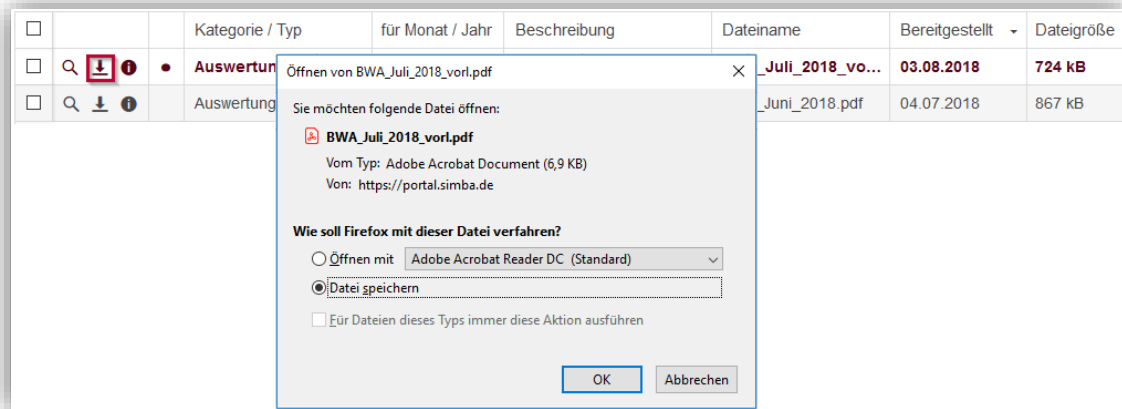 Kategorie / Typ für Monat / Jahr Beschreibung Dateiname Bereitgestellt Dateigröße
Auswertun _Juli_2018_vo... 03.08.2018 724 kB
Auswertung _Juni_2018.pdf 04.07.2018 867 kB
Öffnen von BWA_Juli_2018_vorl.pdf
Sie möchten folgende Datei öffnen:
BWA_Juli_2018_vorl.pdf
Vom Typ: Adobe Acrobat Document (6,9 KB)
Von: https://portal.simba.de
Wie soll Firefox mit dieser Datei verfahren?
Öffnen mit Adobe Acrobat Reader DC (Standard)
Datei speichern
Für Dateien dieses Typs immer diese Aktion ausführen
OK Abbrechen